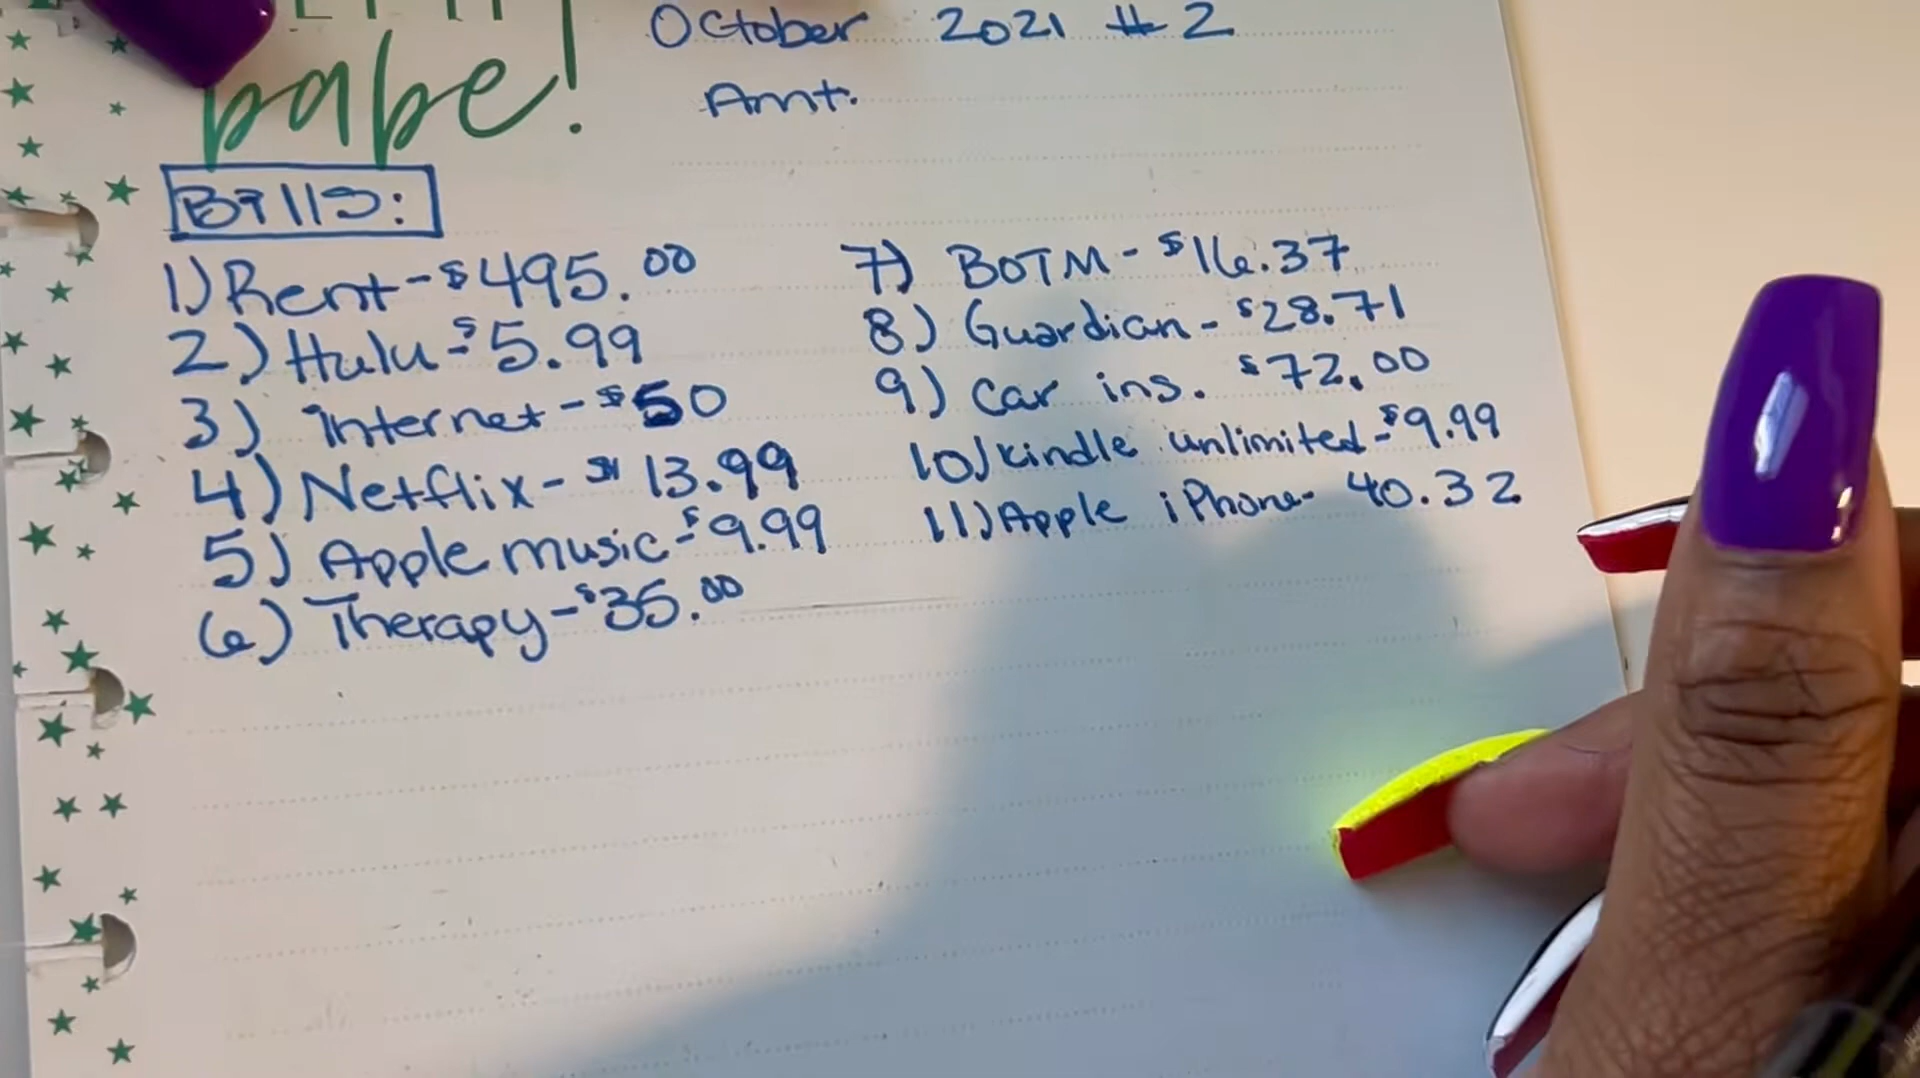 babe!
October 2021 #2
Amt.
Bills:
1) Rent - $495.00
2) Hulu - $5.99
3) Internet - $50
4) Netflix - $13.99
5) Apple music - $9.99
6) Therapy - $35.00
7) BOTM - $16.37
8) Guardian - $28.71
9) Car ins. $72.00
10) Kindle unlimited - $9.99
11) Apple iPhone - 40.32